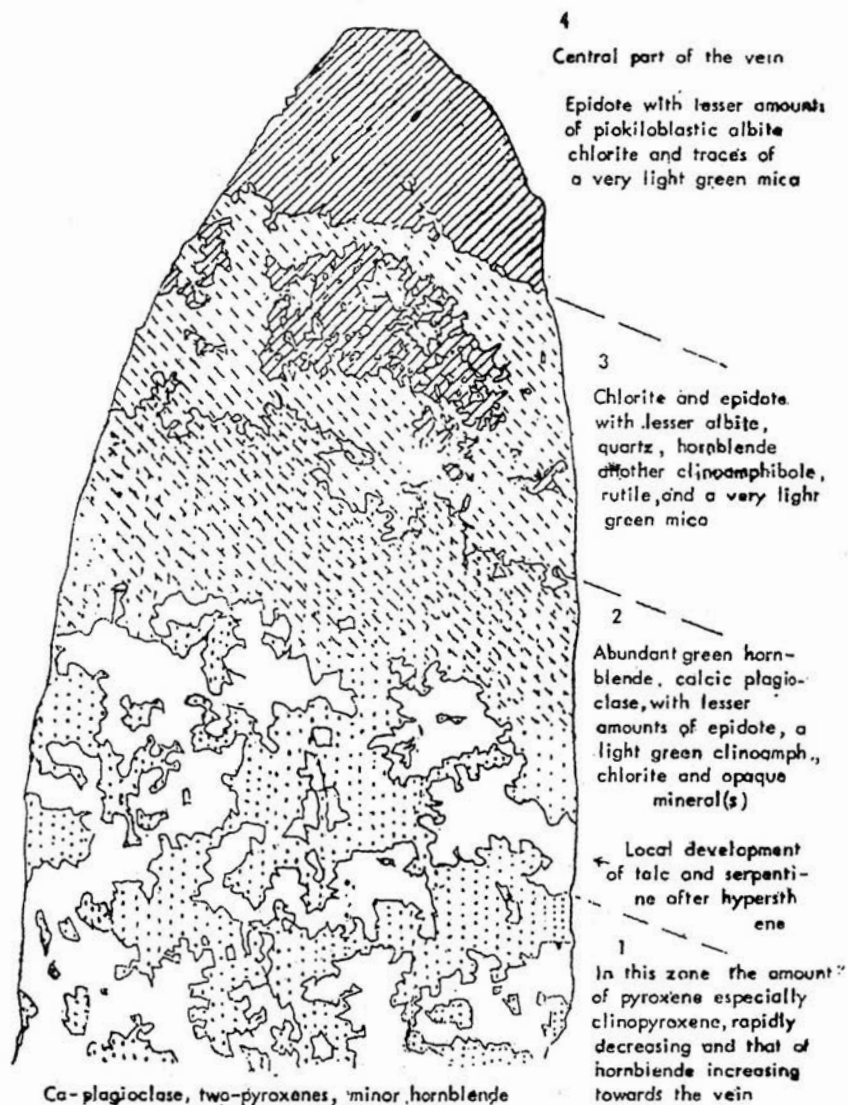 4
Central part of the vein
Epidote with lesser amounts
of piokiloblastic albite
chlorite and traces of
a very light green mica
3
Chlorite and epidote
with lesser albite,
quartz, hornblende
another clinoamphibole,
rutile, and a very light
green mica
2
Abundant green horn-
blende, calcic plagio-
clase, with lesser
amounts of epidote, a
light green clinoamph.,
chlorite and opaque
mineral(s)
Local development
of talc and serpenti-
ne after hypersth
ene
1
In this zone the amount
of pyroxene especially
clinopyroxene, rapidly
decreasing and that of
hornblende increasing
towards the vein
Ca-plagioclase, two-pyroxenes, minor hornblende